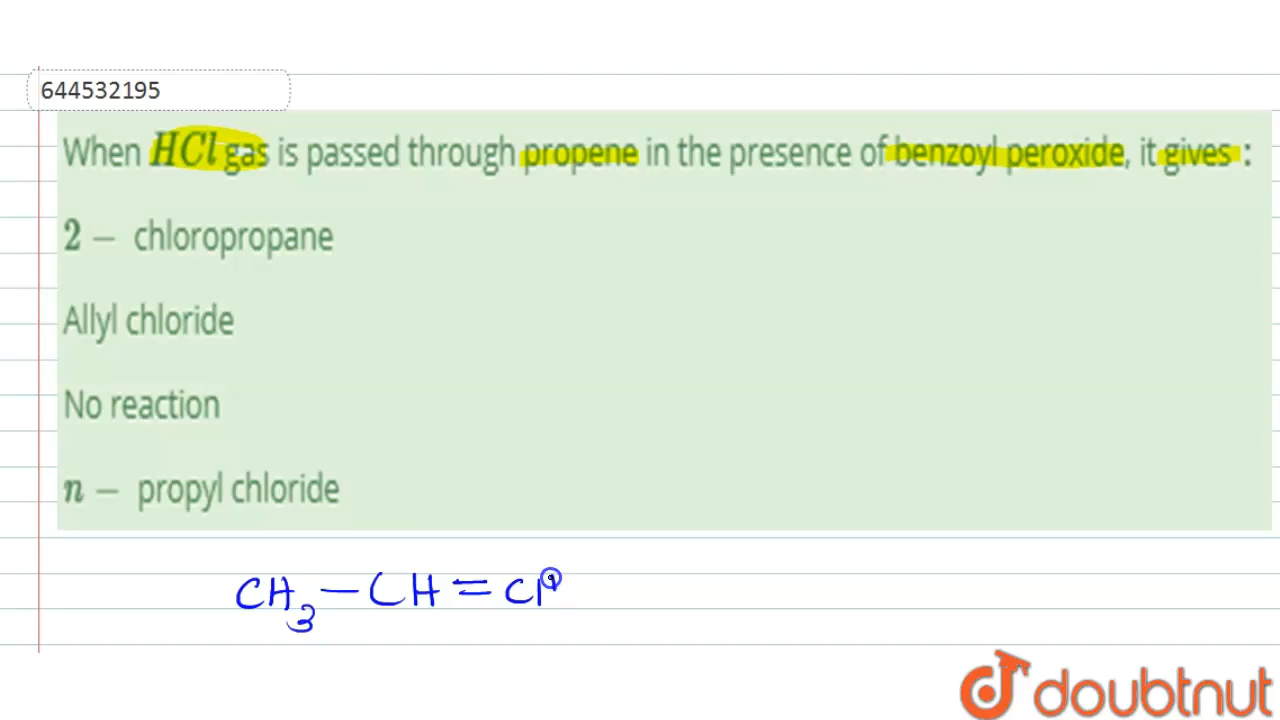 644532195
When HCl gas is passed through propene in the presence of benzoyl peroxide, it gives :
2 − chloropropane
Allyl chloride
No reaction
n − propyl chloride
CH₃ — CH = CH
doubtnut